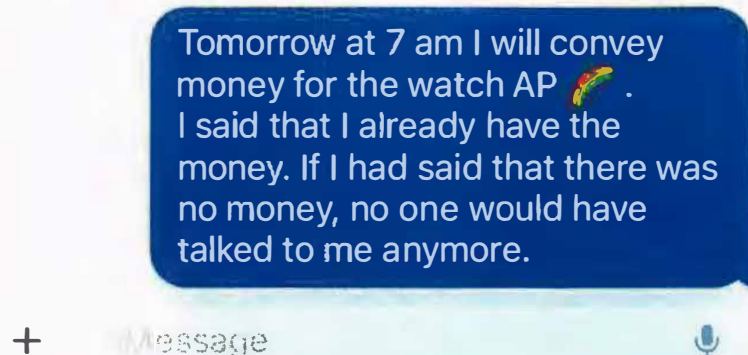 Tomorrow at 7 am I will convey
money for the watch AP 🌮 .
I said that I already have the
money. If I had said that there was
no money, no one would have
talked to me anymore.
+ Message